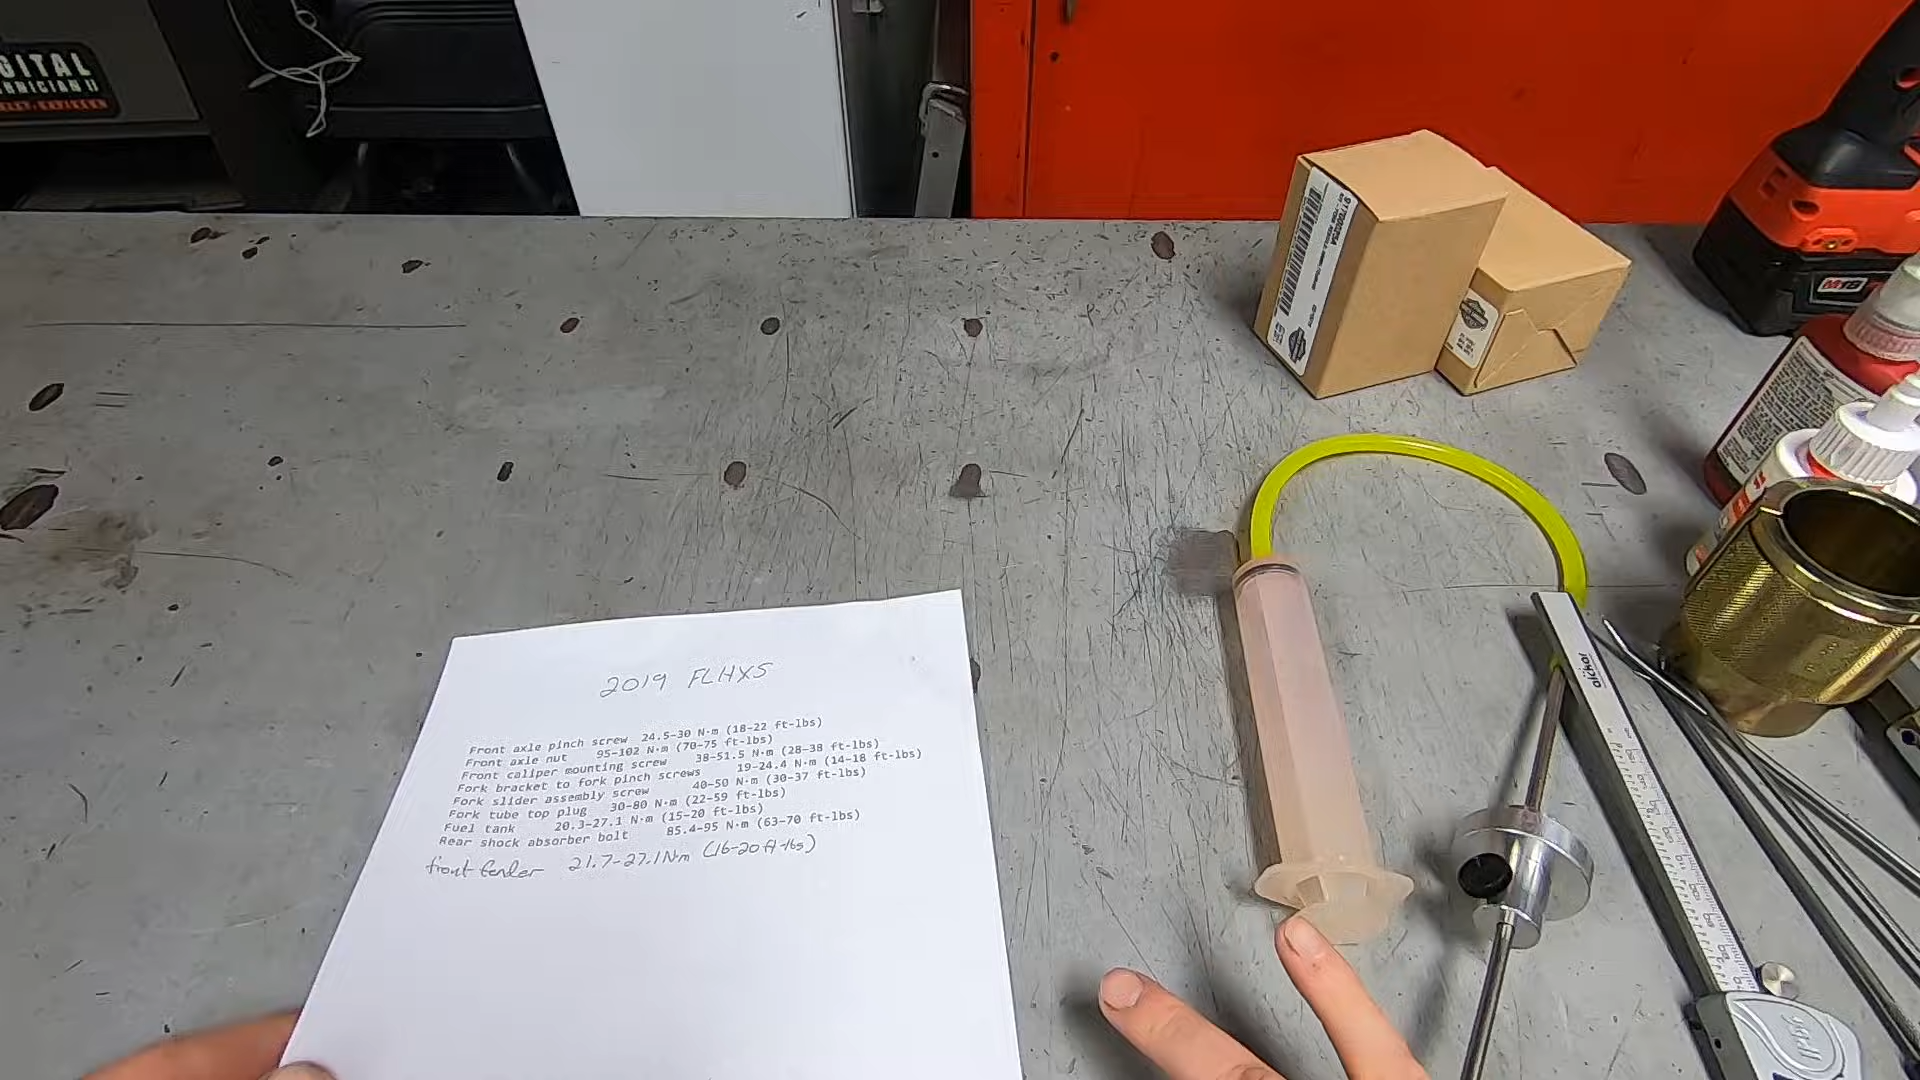 GITAL
2019 FLHXS
Front axle pinch screw 24.5-30 N·m (18-22 ft-lbs)
Front axle nut 95-102 N·m (70-75 ft-lbs)
Front caliper mounting screw 38-51.5 N·m (28-38 ft-lbs)
Fork bracket to fork pinch screws 19-24.4 N·m (14-18 ft-lbs)
Fork slider assembly screw 40-50 N·m (30-37 ft-lbs)
Fork tube top plug 30-80 N·m (22-59 ft-lbs)
Fuel tank 20.3-27.1 N·m (15-20 ft-lbs)
Rear shock absorber bolt 85.4-95 N·m (63-70 ft-lbs)
front fender 21.7-27.1 N·m (16-20 ft-lbs)
M18
IP66